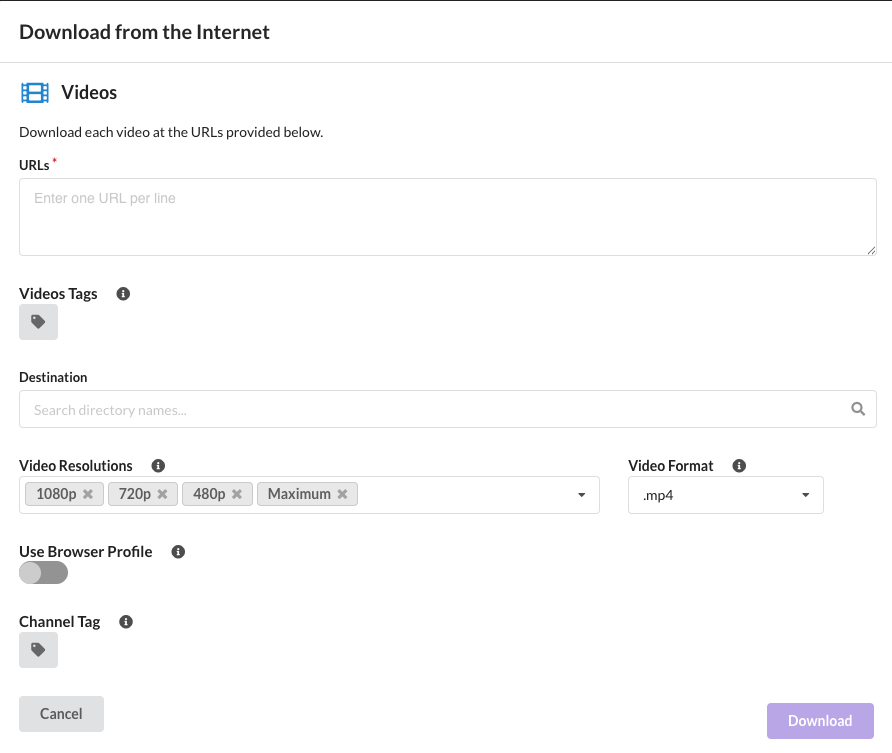 Download from the Internet
Videos
Download each video at the URLs provided below.
URLs *
Enter one URL per line
Videos Tags
Destination
Search directory names...
Video Resolutions
Video Format
1080p 720p 480p Maximum
.mp4
Use Browser Profile
Channel Tag
Cancel
Download